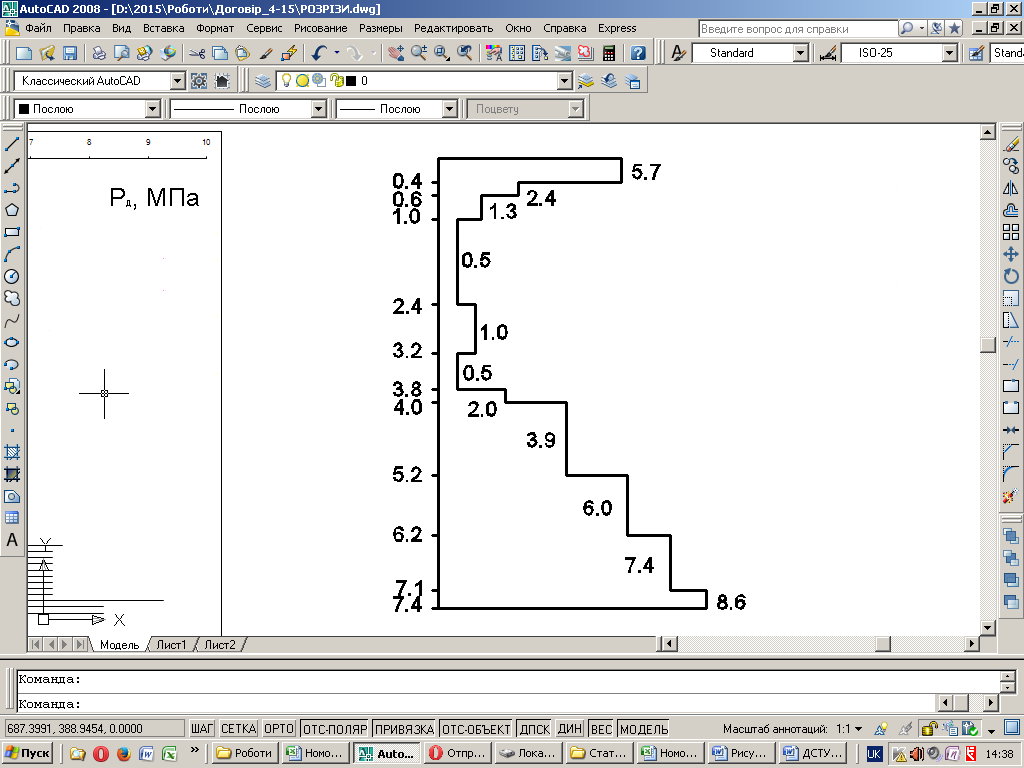 AutoCAD 2008 - [D:\2015\Роботи\Договір_4-15\РОЗРІЗИ.dwg]
Файл Правка Вид Вставка Формат Сервис Рисование Размеры Редактировать Окно Справка Express
Введите вопрос для справки
Standard ISO-25 Stand
Классический AutoCAD 0
Послою Послою Послою Поцвету
7 8 9 10
Pд, МПа
5.7
0.4
0.6 2.4
1.0 1.3
0.5
2.4
1.0
3.2
0.5
3.8
4.0 2.0
3.9
5.2
6.0
6.2
7.4
7.1
7.4 8.6
Y
X
Модель Лист1 Лист2
Команда:
Команда:
687.3991, 388.9454, 0.0000 ШАГ СЕТКА ОРТО ОТС-ПОЛЯР ПРИВЯЗКА ОТС-ОБЪЕКТ ДПСК ДИН ВЕС МОДЕЛЬ Масштаб аннотаций: 1:1
Пуск » Роботи Номо... Auto... Отпр... Лока... Стат... Номо... Рису... ДСТУ... UK 14:38